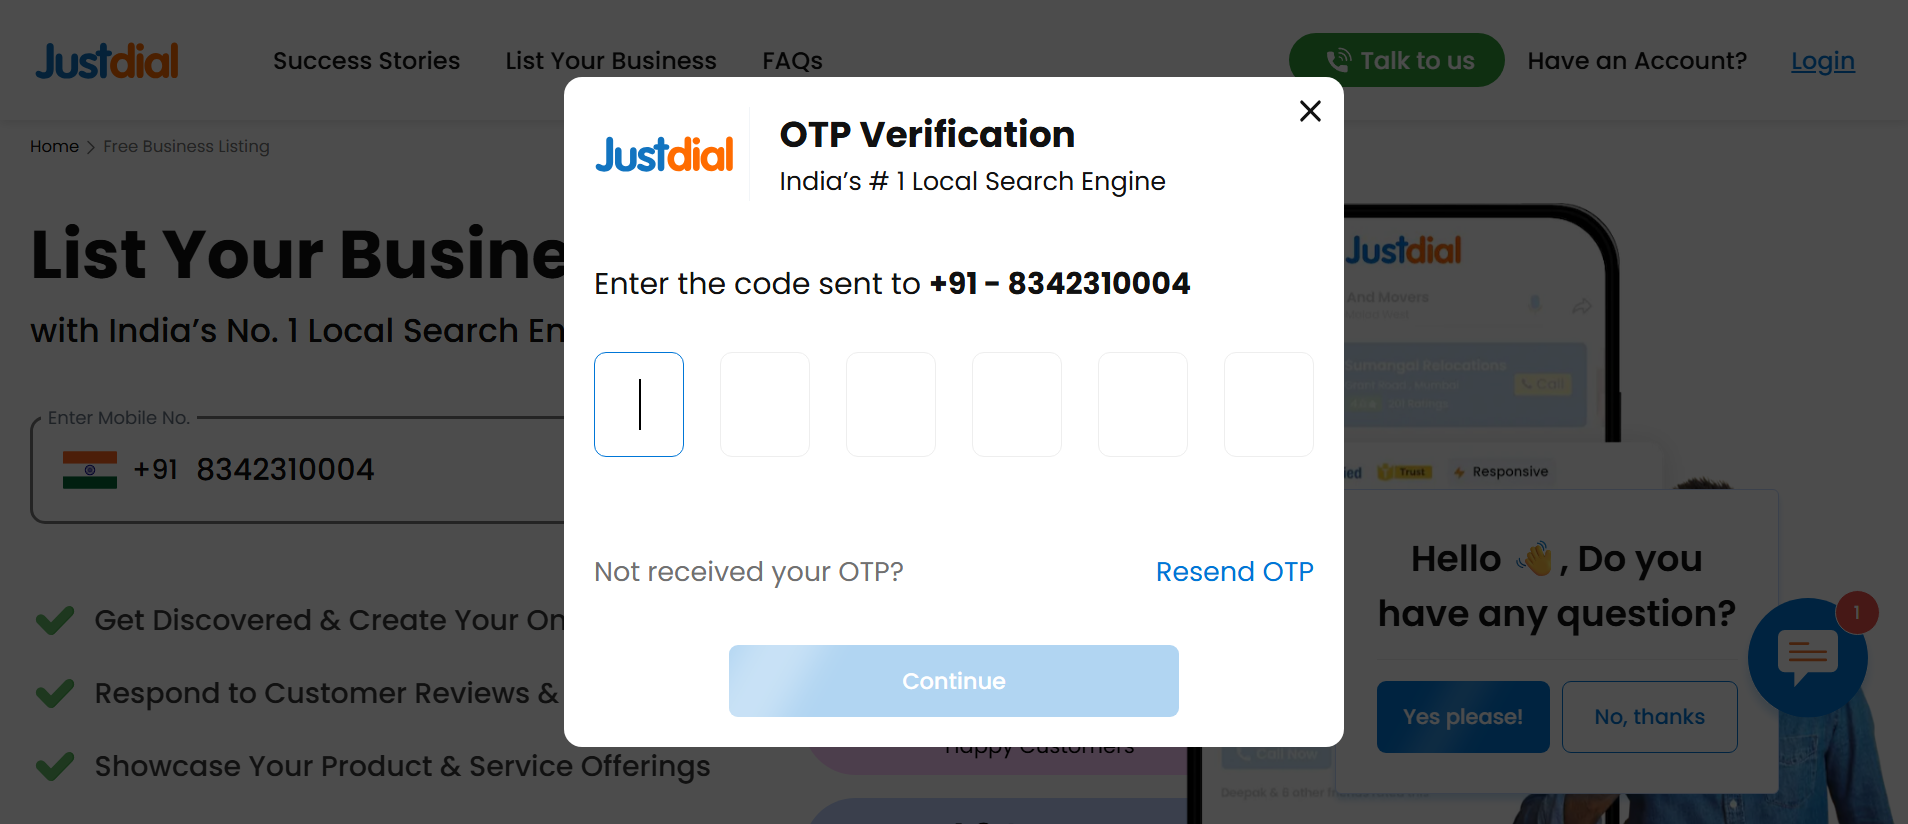 Justdial
Success Stories
List Your Business
FAQs
Talk to us
Have an Account?
Login
Home > Free Business Listing
List Your Busine
with India's No. 1 Local Search En
Enter Mobile No.
+91 8342310004
Get Discovered & Create Your On
Respond to Customer Reviews &
Showcase Your Product & Service Offerings
Justdial
OTP Verification
India's # 1 Local Search Engine
Enter the code sent to +91 - 8342310004
Not received your OTP?
Resend OTP
Continue
Happy Customers
Justdial
And Movers
Sumangal Relocations
Call
Trust
Responsive
Hello 👋, Do you
have any question?
1
Yes please!
No, thanks
Call Now
Deepak & 6 other